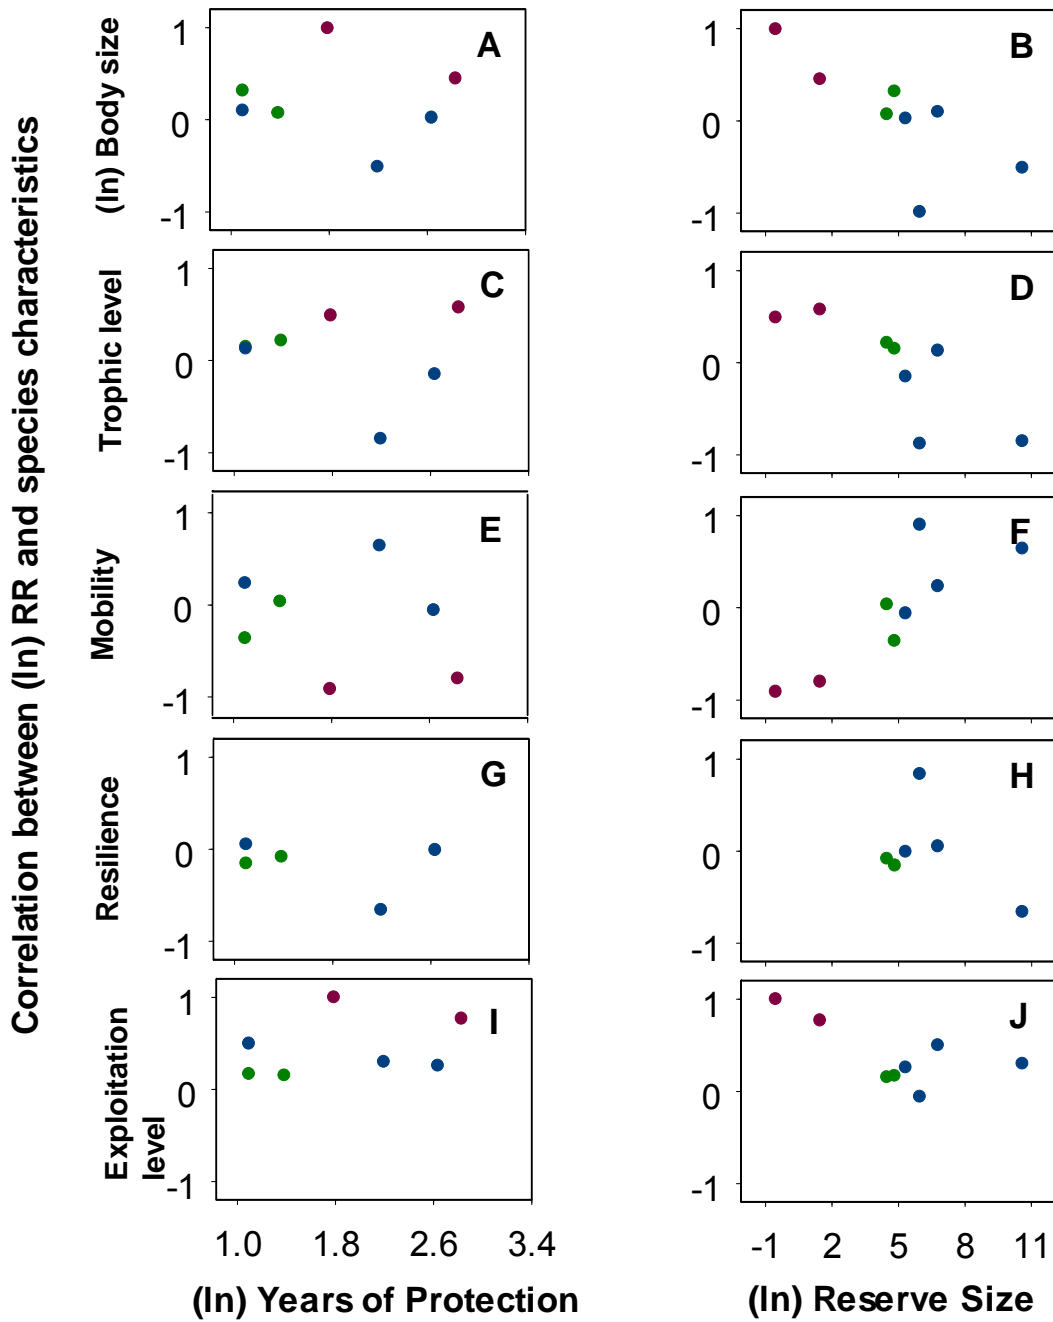 Correlation between (ln) RR and species characteristics
(ln) Body size
1
0
-1
A
1
0
-1
B
Trophic level
1
0
-1
C
1
0
-1
D
Mobility
1
0
-1
E
1
0
-1
F
Resilience
1
0
-1
G
1
0
-1
H
Exploitation
level
1
0
-1
I
1
0
-1
J
1.0 1.8 2.6 3.4
-1 2 5 8 11
(ln) Years of Protection
(ln) Reserve Size